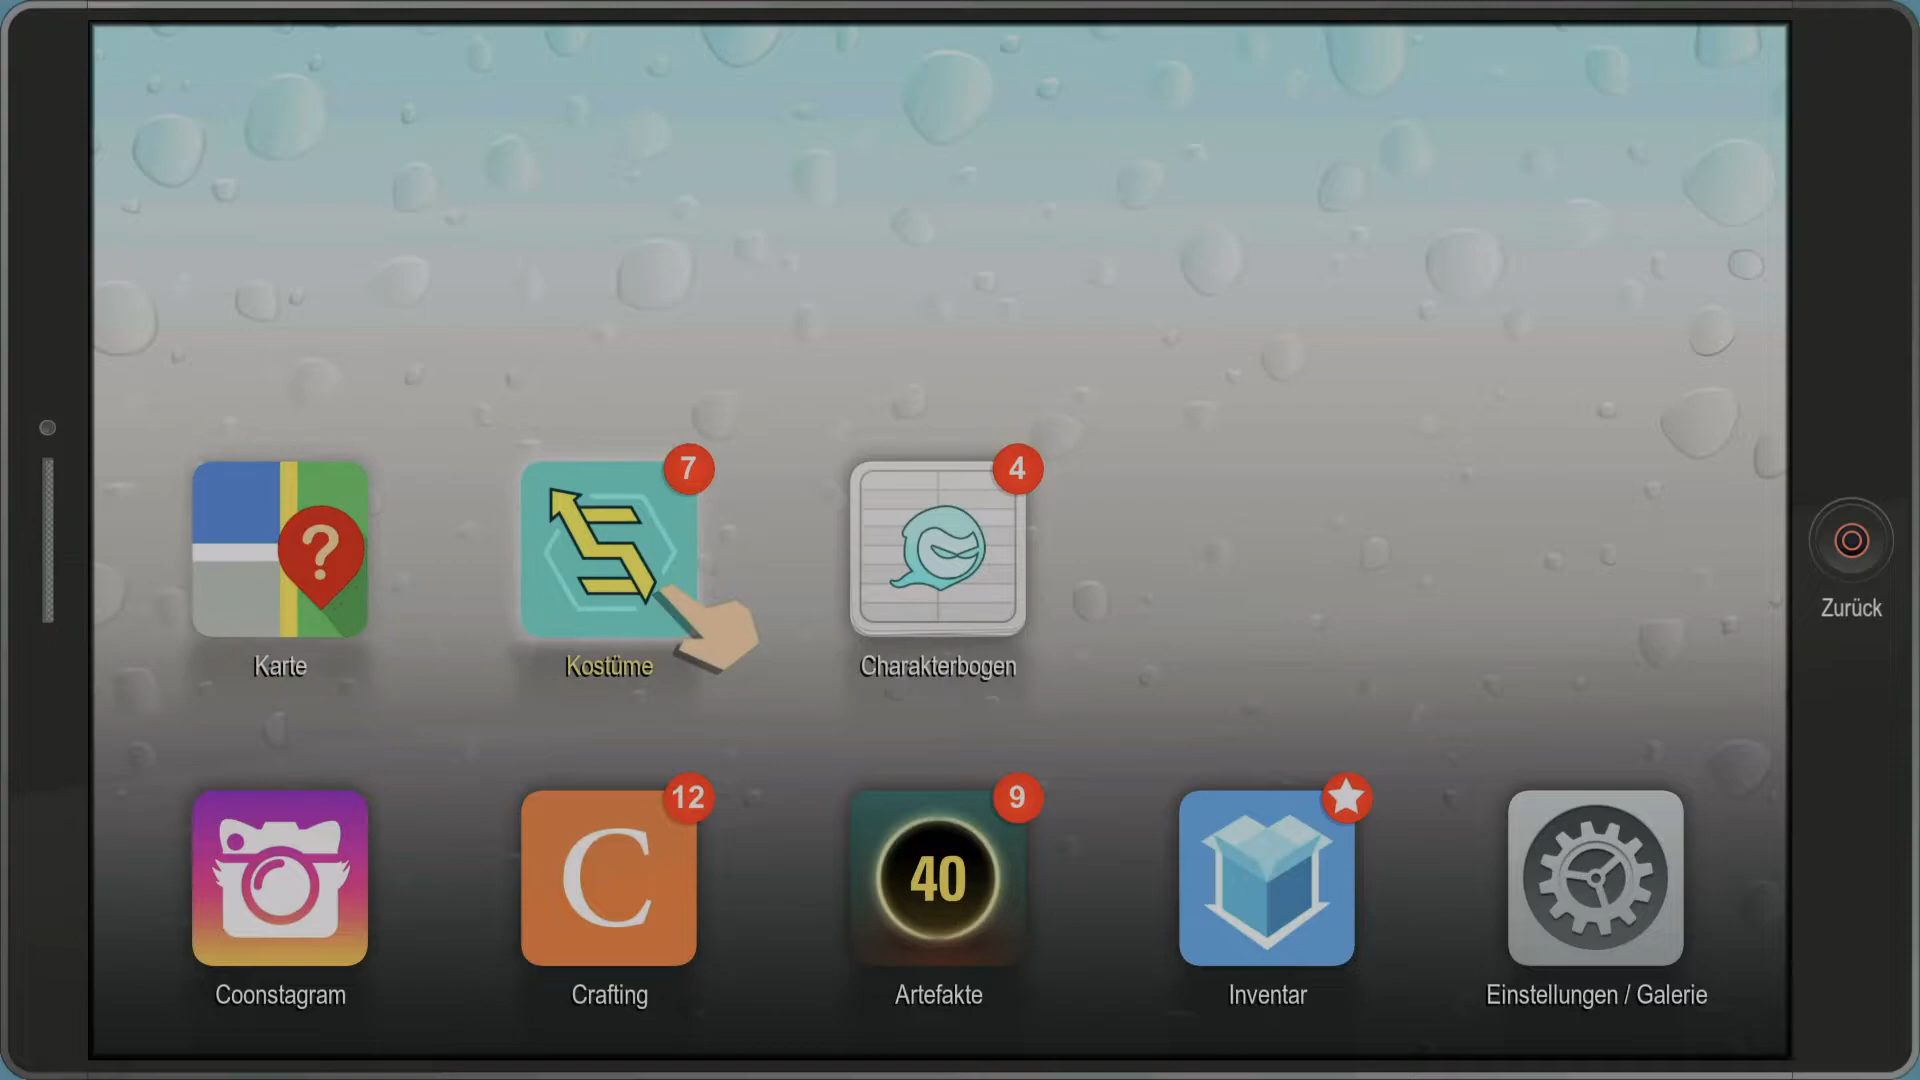 7
4
?
Zurück
Karte
Kostüme
Charakterbogen
12
9
C
40
Coonstagram
Crafting
Artefakte
Inventar
Einstellungen / Galerie